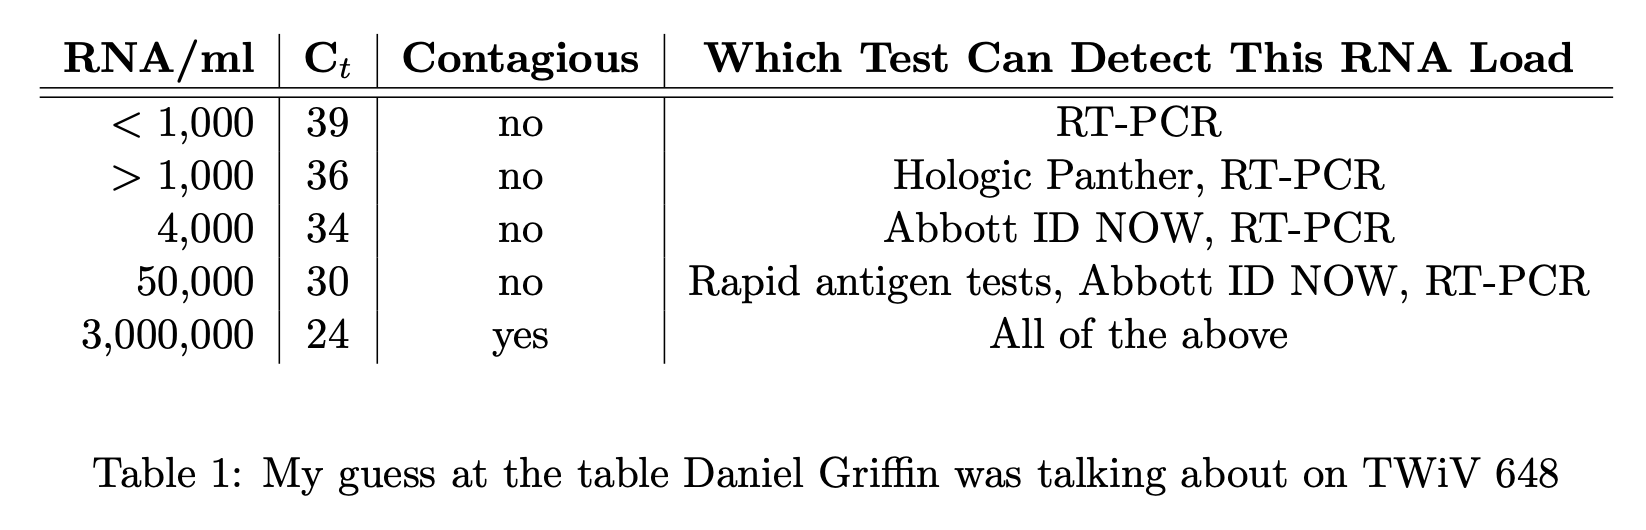 RNA/ml C_t Contagious Which Test Can Detect This RNA Load
< 1,000 39 no RT-PCR
> 1,000 36 no Hologic Panther, RT-PCR
4,000 34 no Abbott ID NOW, RT-PCR
50,000 30 no Rapid antigen tests, Abbott ID NOW, RT-PCR
3,000,000 24 yes All of the above
Table 1: My guess at the table Daniel Griffin was talking about on TWiV 648